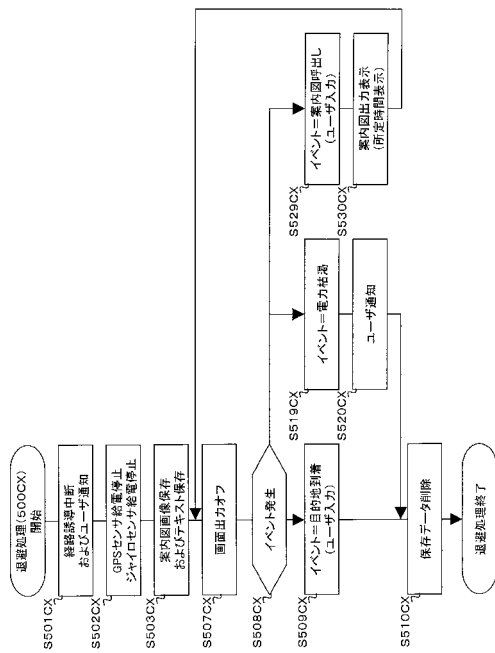 退避処理(500CX)
開始
S501CX
経路誘導中断
およびユーザ通知
S502CX
GPSセンサ給電停止
ジャイロセンサ給電停止
S503CX
案内図画像保存
およびテキスト保存
S507CX
画面出力オフ
S508CX
イベント発生
S509CX
イベント=目的地到着
(ユーザ入力)
S519CX
イベント=電力枯渇
S520CX
ユーザ通知
S529CX
イベント=案内図呼出し
(ユーザ入力)
S530CX
案内図出力表示
(所定時間表示)
S510CX
保存データ削除
退避処理終了